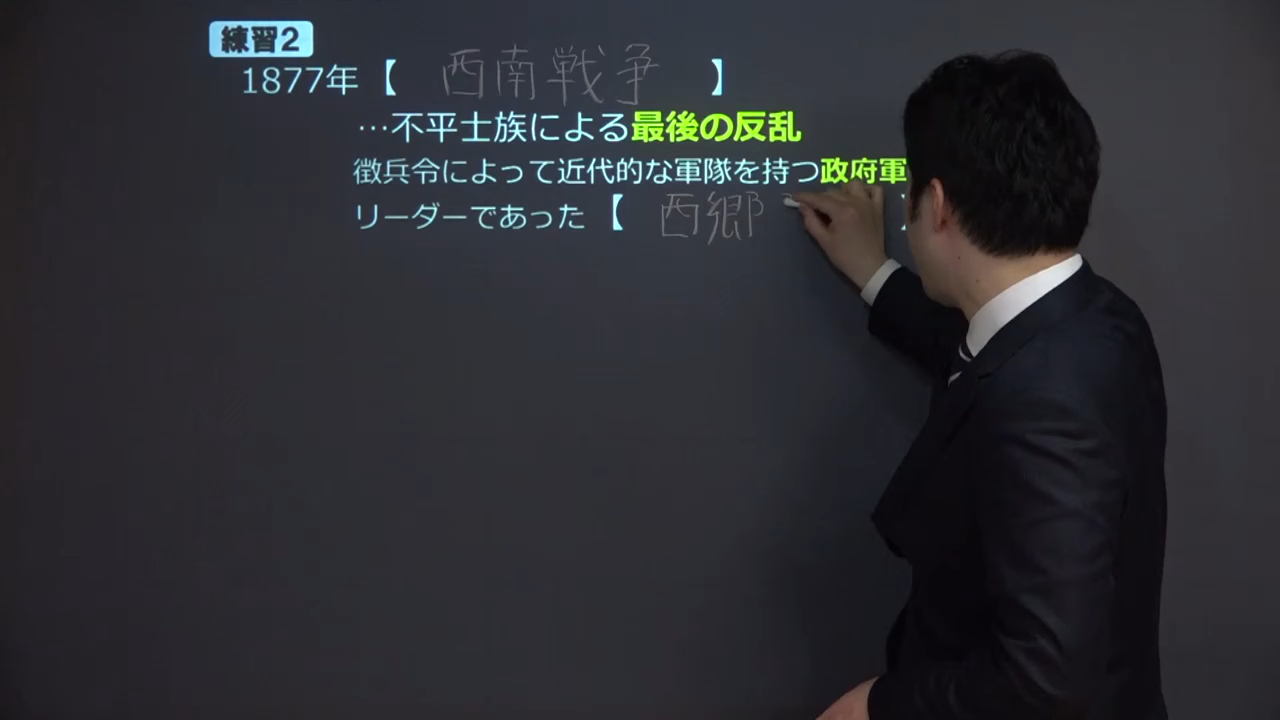 練習2
1877年【 西南戦争 】
…不平士族による最後の反乱
徴兵令によって近代的な軍隊を持つ政府軍
リーダーであった【 西郷